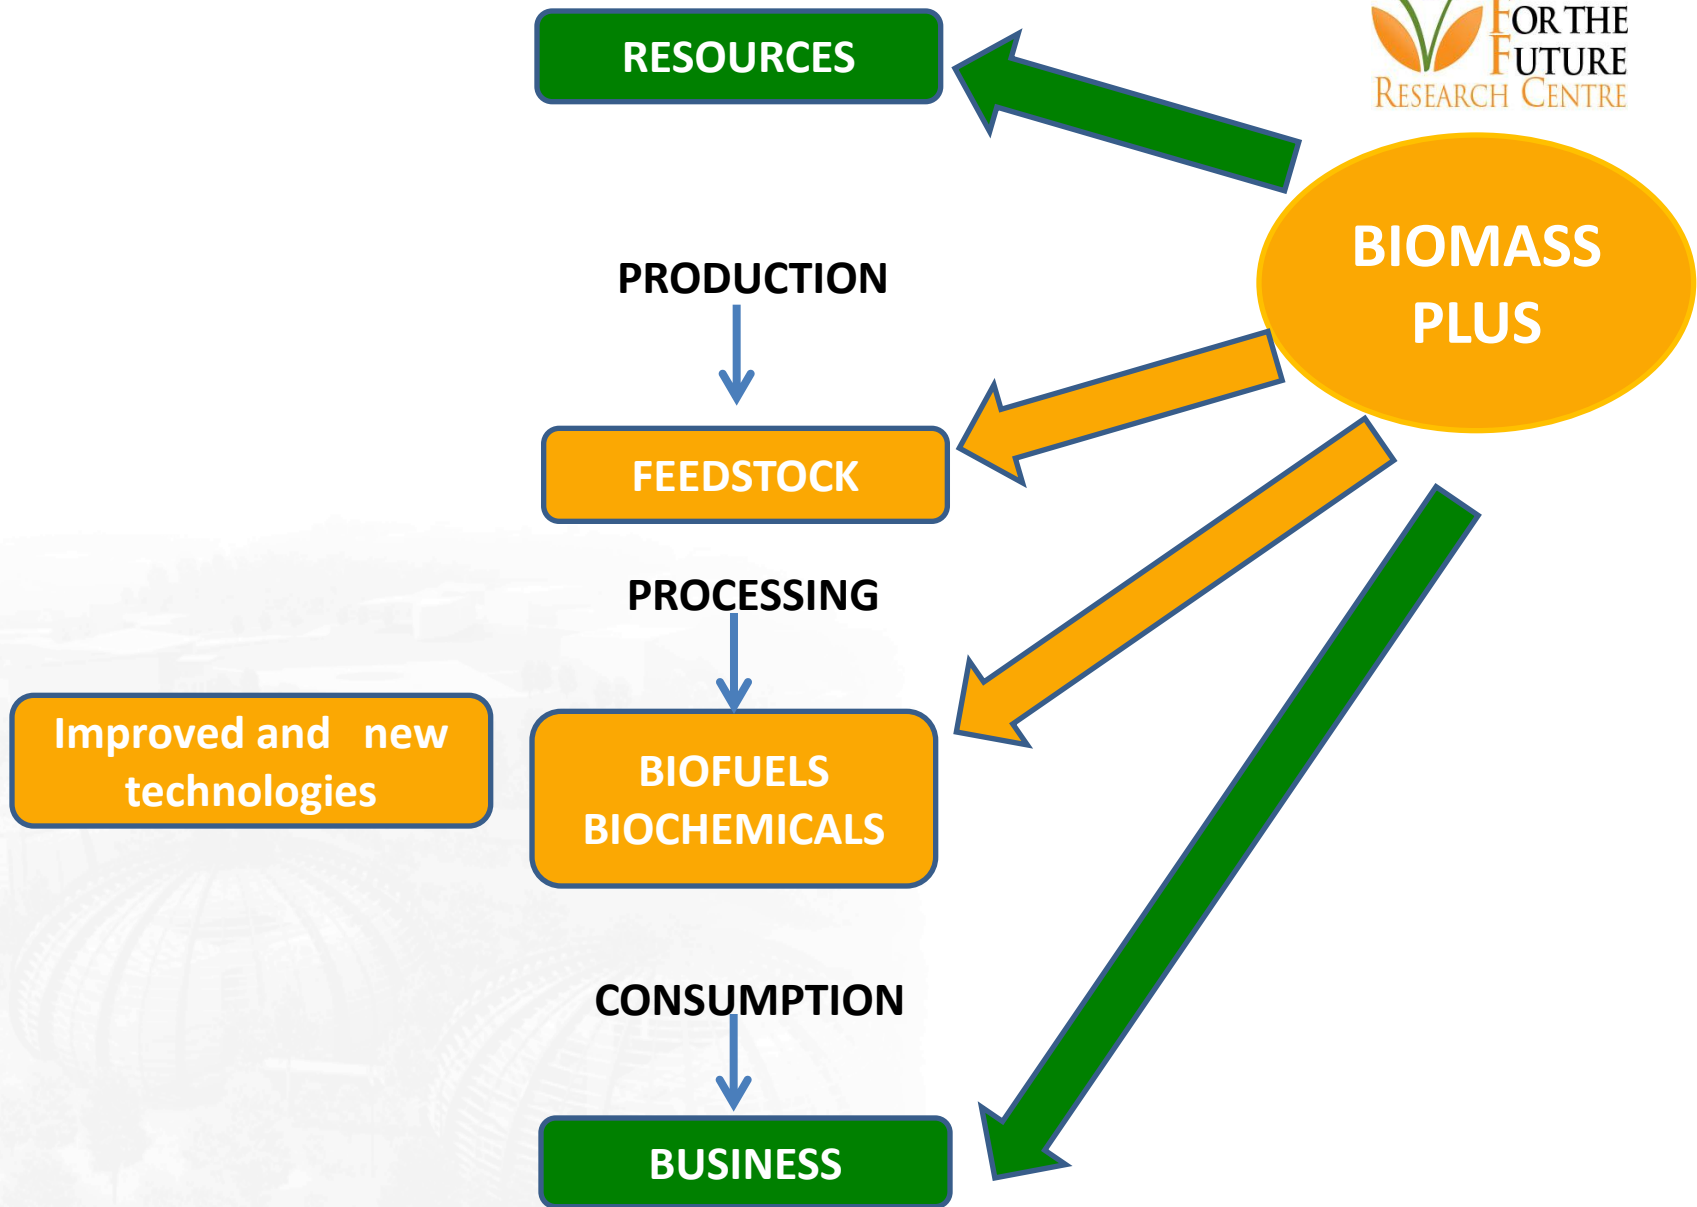 RESOURCES
FOR THE
FUTURE
RESEARCH CENTRE
BIOMASS
PLUS
PRODUCTION
FEEDSTOCK
PROCESSING
Improved and   new
technologies
BIOFUELS
BIOCHEMICALS
CONSUMPTION
BUSINESS